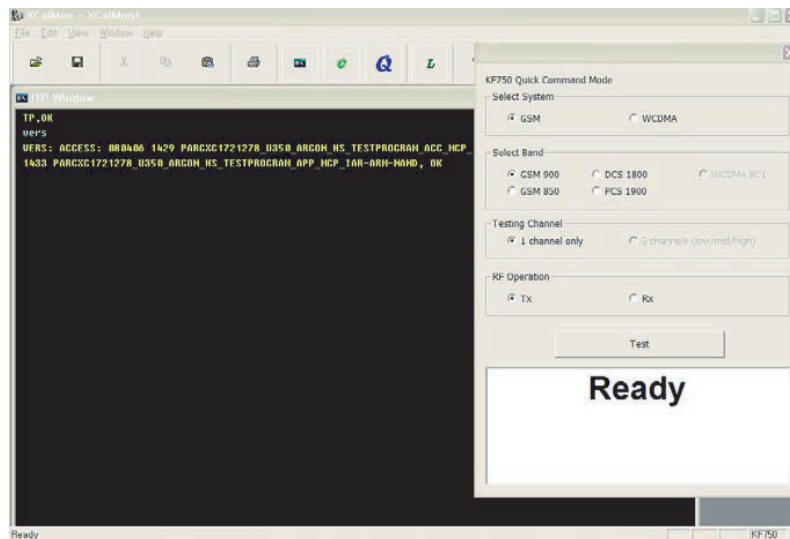 XCalMon - XCalMon1
File Edit View Window Help
ITP Window
TP,OK
vers
VERS: ACCESS: 080406 1429 PARCXC1721278_U350_ARGON_HS_TESTPROGRAM_ACC_MCP_
1433 PARCXC1721278_U350_ARGON_HS_TESTPROGRAM_APP_MCP_IAR-ARM-NAND, OK
KF750 Quick Command Mode
Select System
GSM WCDMA
Select Band
GSM 900 DCS 1800 WCDMA BC1
GSM 850 PCS 1900
Testing Channel
1 channel only 3 channels (low/mid/high)
RF Operation
Tx Rx
Test
Ready
Ready KF750